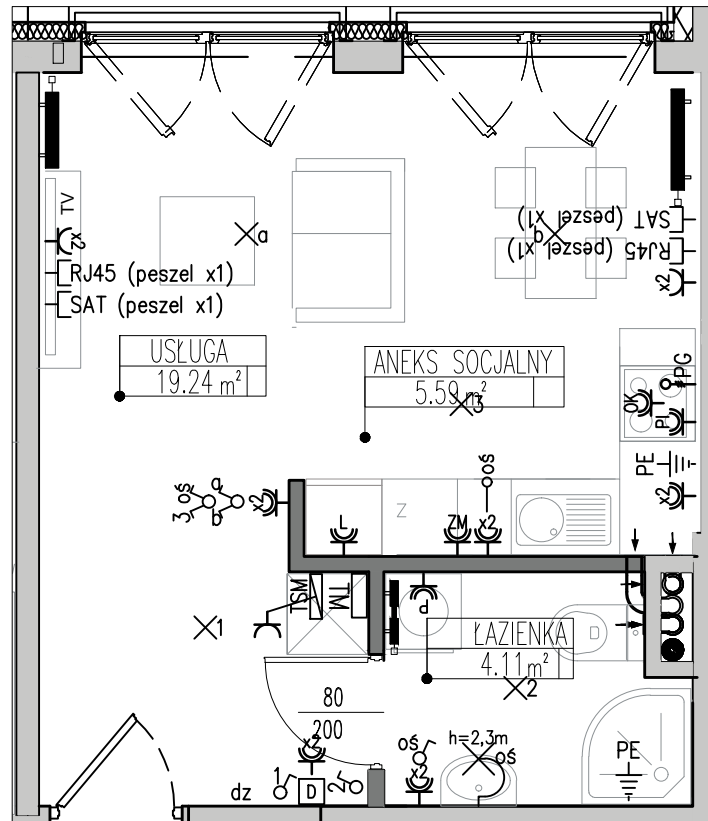 TV
x2
RJ45 (peszel x1)
SAT (peszel x1)
a
b
SAT (peszel x1)
RJ45 (peszel x1)
x2
USŁUGA
19.24 m²
ANEKS SOCJALNY
5.59 m²
3
PG
OK
PI
PE
x2
3 oś
a
b
x2
oś
Z
L
ZM
x2
TSM
TM
P
1
ŁAZIENKA
4.11 m²
2
80
200
x2
oś
x2
h=2,3m
oś
PE
dz
1
D
2